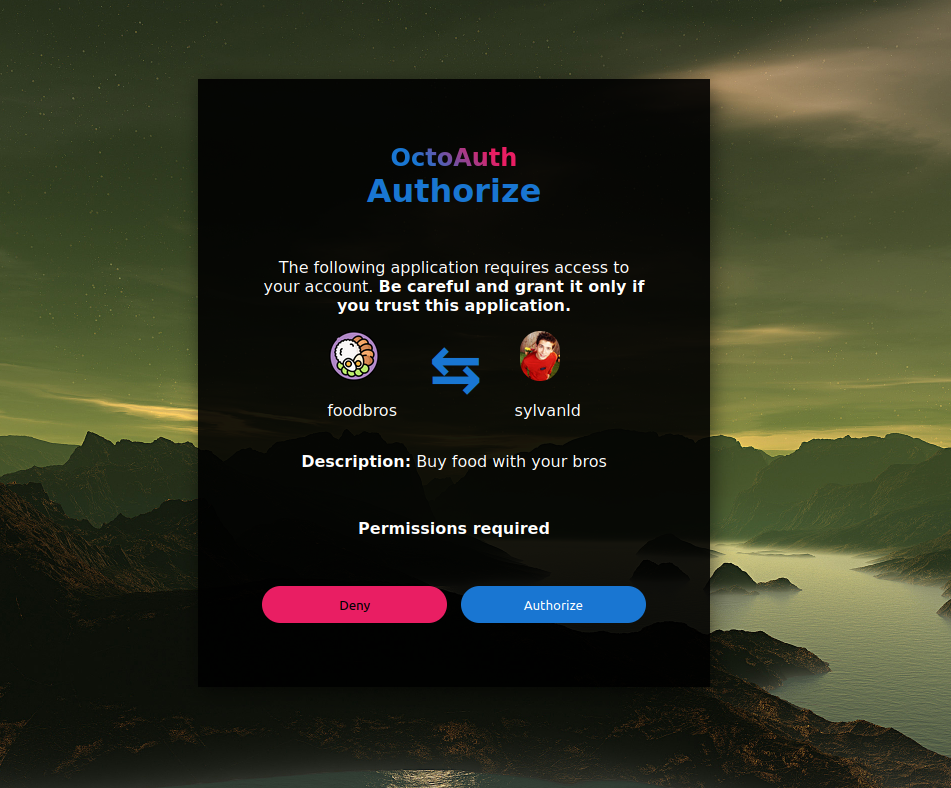 OctoAuth
Authorize
The following application requires access to
your account. Be careful and grant it only if
you trust this application.
foodbros
sylvanld
Description: Buy food with your bros
Permissions required
Deny
Authorize